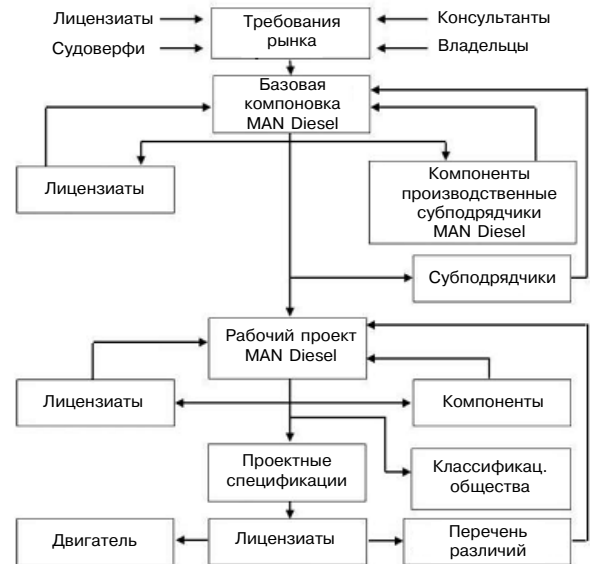 Лицензиаты
Требования
рынка
Консультанты
Судоверфи
Владельцы
Базовая
компоновка
MAN Diesel
Лицензиаты
Компоненты
производственные
субподрядчики
MAN Diesel
Субподрядчики
Рабочий проект
MAN Diesel
Лицензиаты
Компоненты
Проектные
спецификации
Классификац.
общества
Двигатель
Лицензиаты
Перечень
различий